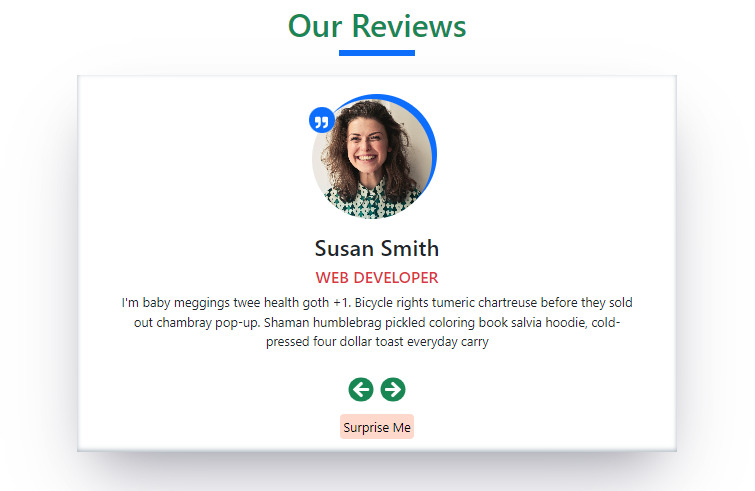 Our Reviews
Susan Smith
WEB DEVELOPER
I'm baby meggings twee health goth +1. Bicycle rights tumeric chartreuse before they sold
out chambray pop-up. Shaman humblebrag pickled coloring book salvia hoodie, cold-
pressed four dollar toast everyday carry
Surprise Me